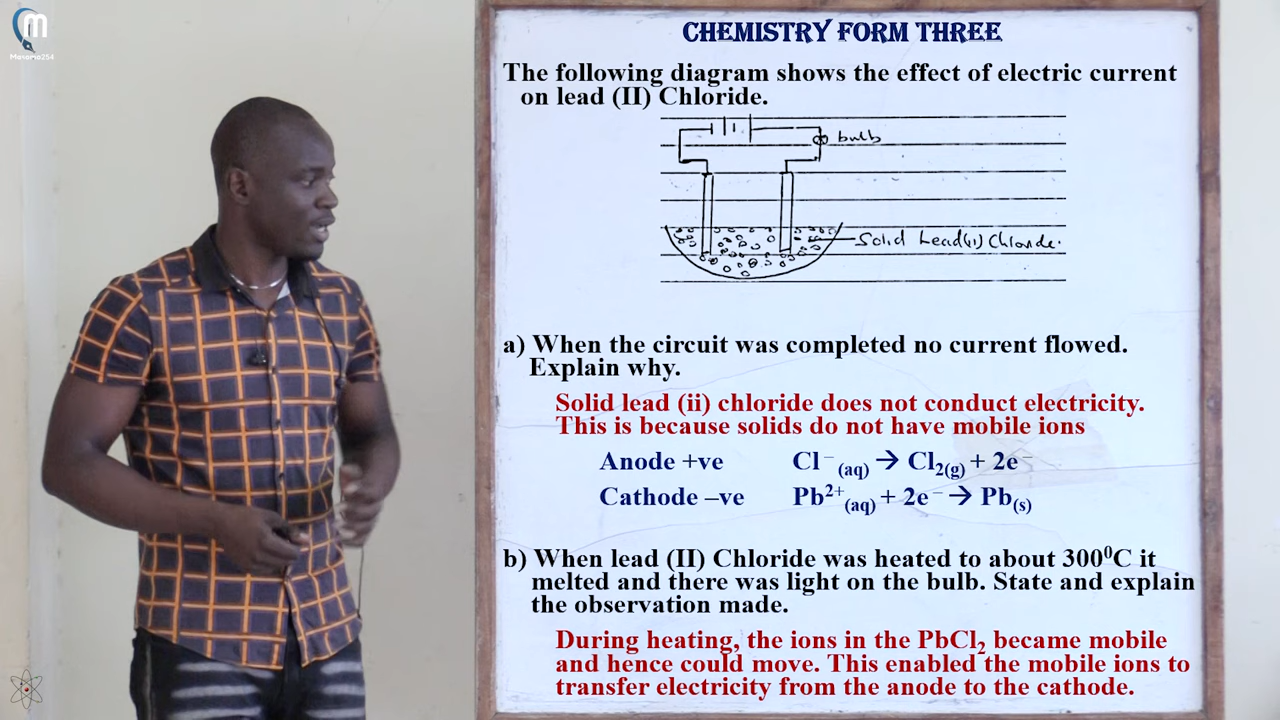 m
Maromo254
CHEMISTRY FORM THREE
The following diagram shows the effect of electric current
on lead (II) Chloride.
bulb
Solid Lead(II) Chloride.
a) When the circuit was completed no current flowed.
Explain why.
Solid lead (ii) chloride does not conduct electricity.
This is because solids do not have mobile ions
Anode +ve Cl⁻(aq) → Cl₂(g) + 2e⁻
Cathode –ve Pb²⁺(aq) + 2e⁻ → Pb(s)
b) When lead (II) Chloride was heated to about 300⁰C it
melted and there was light on the bulb. State and explain
the observation made.
During heating, the ions in the PbCl₂ became mobile
and hence could move. This enabled the mobile ions to
transfer electricity from the anode to the cathode.